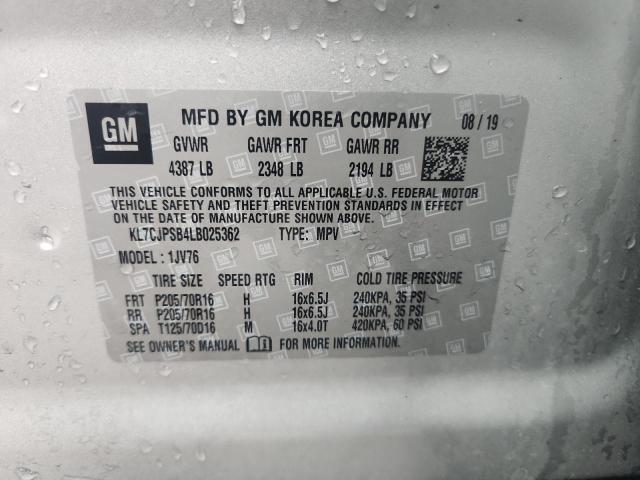 GM MFD BY GM KOREA COMPANY 08/19
GVWR GAWR FRT GAWR RR
4387 LB 2348 LB 2194 LB
THIS VEHICLE CONFORMS TO ALL APPLICABLE U.S. FEDERAL MOTOR
VEHICLE SAFETY AND THEFT PREVENTION STANDARDS IN EFFECT
ON THE DATE OF MANUFACTURE SHOWN ABOVE.
KL7CJPSB4LB025362 TYPE: MPV
MODEL: 1JV76
TIRE SIZE SPEED RTG RIM COLD TIRE PRESSURE
FRT P205/70R16 H 16x6.5J 240KPA, 35 PSI
RR P205/70R16 H 16x6.5J 240KPA, 35 PSI
SPA T125/70D16 M 16x4.0T 420KPA, 60 PSI
SEE OWNER'S MANUAL FOR MORE INFORMATION